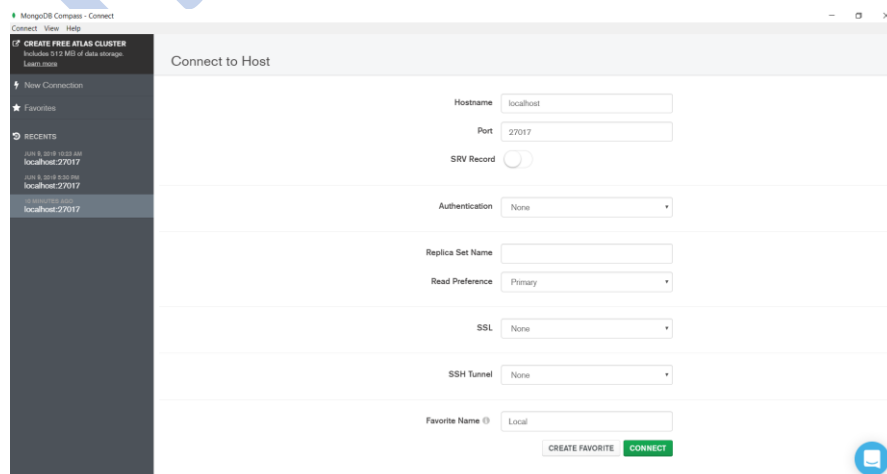 MongoDB Compass - Connect
Connect View Help
CREATE FREE ATLAS CLUSTER
Includes 512 MB of data storage.
Learn more
New Connection
Favorites
RECENTS
JUN 9, 2019 10:23 AM
localhost:27017
JUN 8, 2019 5:30 PM
localhost:27017
10 MINUTES AGO
localhost:27017
Connect to Host
Hostname localhost
Port 27017
SRV Record
Authentication None
Replica Set Name
Read Preference Primary
SSL None
SSH Tunnel None
Favorite Name Local
CREATE FAVORITE CONNECT